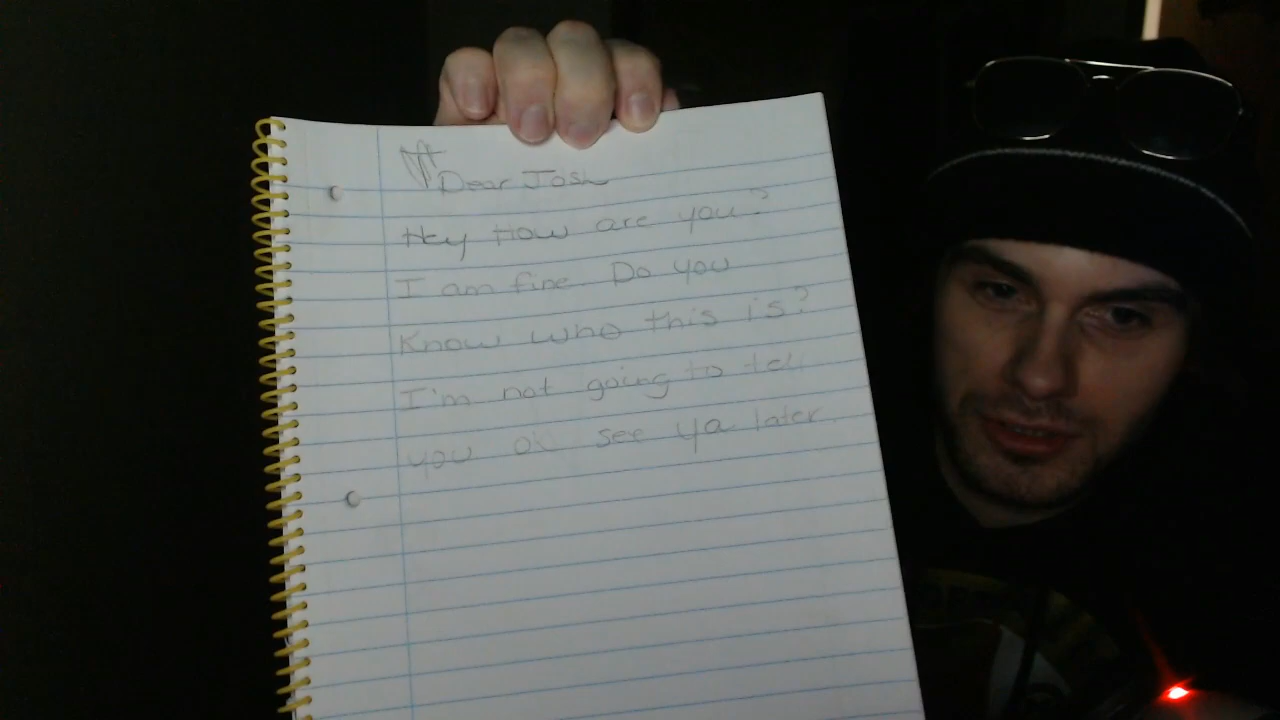 Dear Josh
Hey How are you?
I am fine Do you
Know who this is?
I'm not going to tell
you ok see ya later